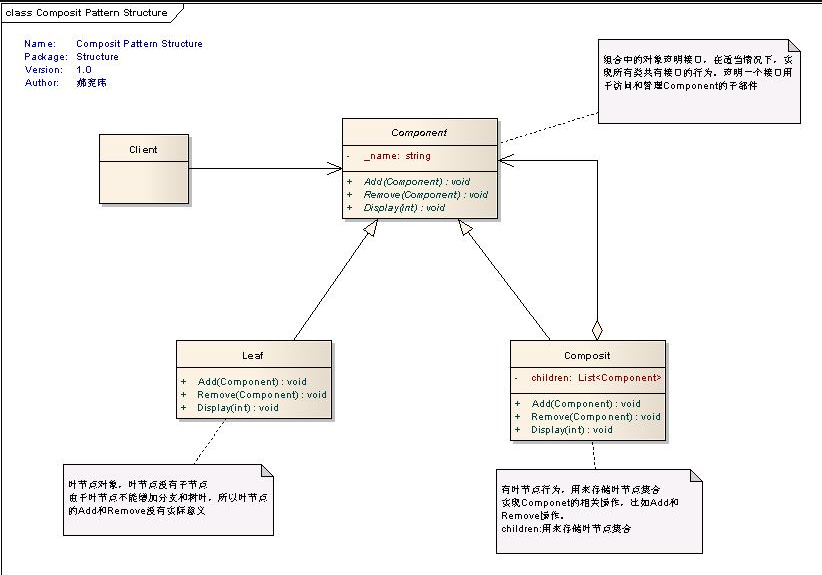 class Composit Pattern Structure
Name: Composit Pattern Structure
Package: Structure
Version: 1.0
Author:
组合中的对象声明接口，在适当情况下，实
现所有类共有接口的行为。声明一个接口用
于访问和管理Component的子部件
Client
Component
- _name: string
+ Add(Component) : void
+ Remove(Component) : void
+ Display(int) : void
Leaf
+ Add(Component) : void
+ Remove(Component) : void
+ Display(int) : void
Composit
- children: List<Component>
+ Add(Component) : void
+ Remove(Component) : void
+ Display(int) : void
叶节点对象，叶节点没有子节点
由于叶节点不能增加分支和树叶，所以叶节点
的Add和Remove没有实际意义
有叶节点行为，用来存储叶节点集合
实现Componet的相关操作，比如Add和
Remove操作。
children:用来存储叶节点集合